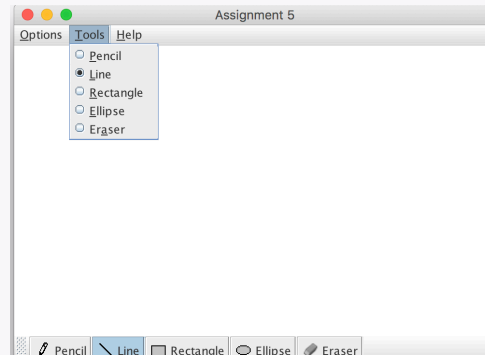 Assignment 5
Options Tools Help
Pencil
Line
Rectangle
Ellipse
Eraser
Pencil Line Rectangle Ellipse Eraser